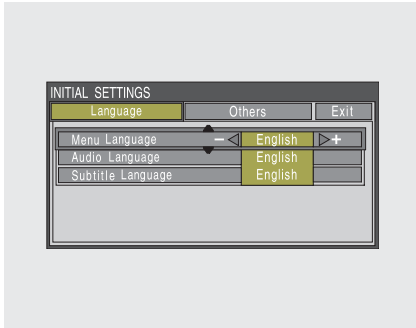 INITIAL SETTINGS
Language Others Exit
Menu Language − English +
Audio Language English
Subtitle Language English